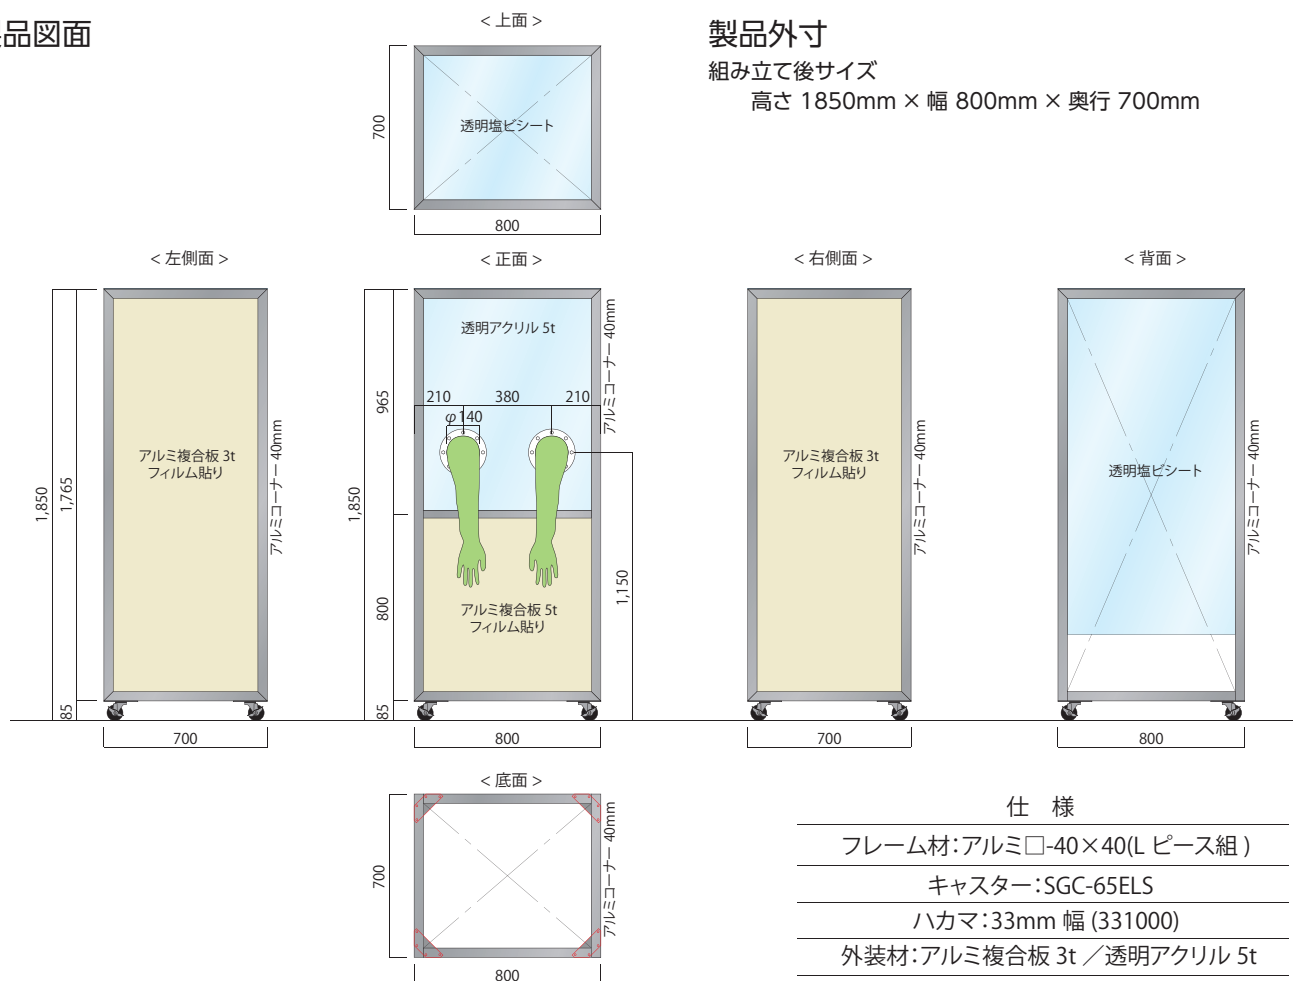 品図面
製品外寸
組み立て後サイズ
高さ 1850mm × 幅 800mm × 奥行 700mm
< 上面 >
700
透明塩ビシート
800
< 左側面 >
1,850
1,765
85
アルミ複合板 3t
フィルム貼り
アルミコーナー 40mm
700
< 正面 >
1,850
965
800
85
透明アクリル 5t
アルミコーナー 40mm
210
380
210
φ140
1,150
アルミ複合板 5t
フィルム貼り
800
< 右側面 >
アルミ複合板 3t
フィルム貼り
アルミコーナー 40mm
700
< 背面 >
透明塩ビシート
アルミコーナー 40mm
800
< 底面 >
700
アルミコーナー 40mm
800
仕 様
フレーム材：アルミ□-40×40(L ピース組 )
キャスター：SGC-65ELS
ハカマ：33mm 幅 (331000)
外装材：アルミ複合板 3t ／透明アクリル 5t